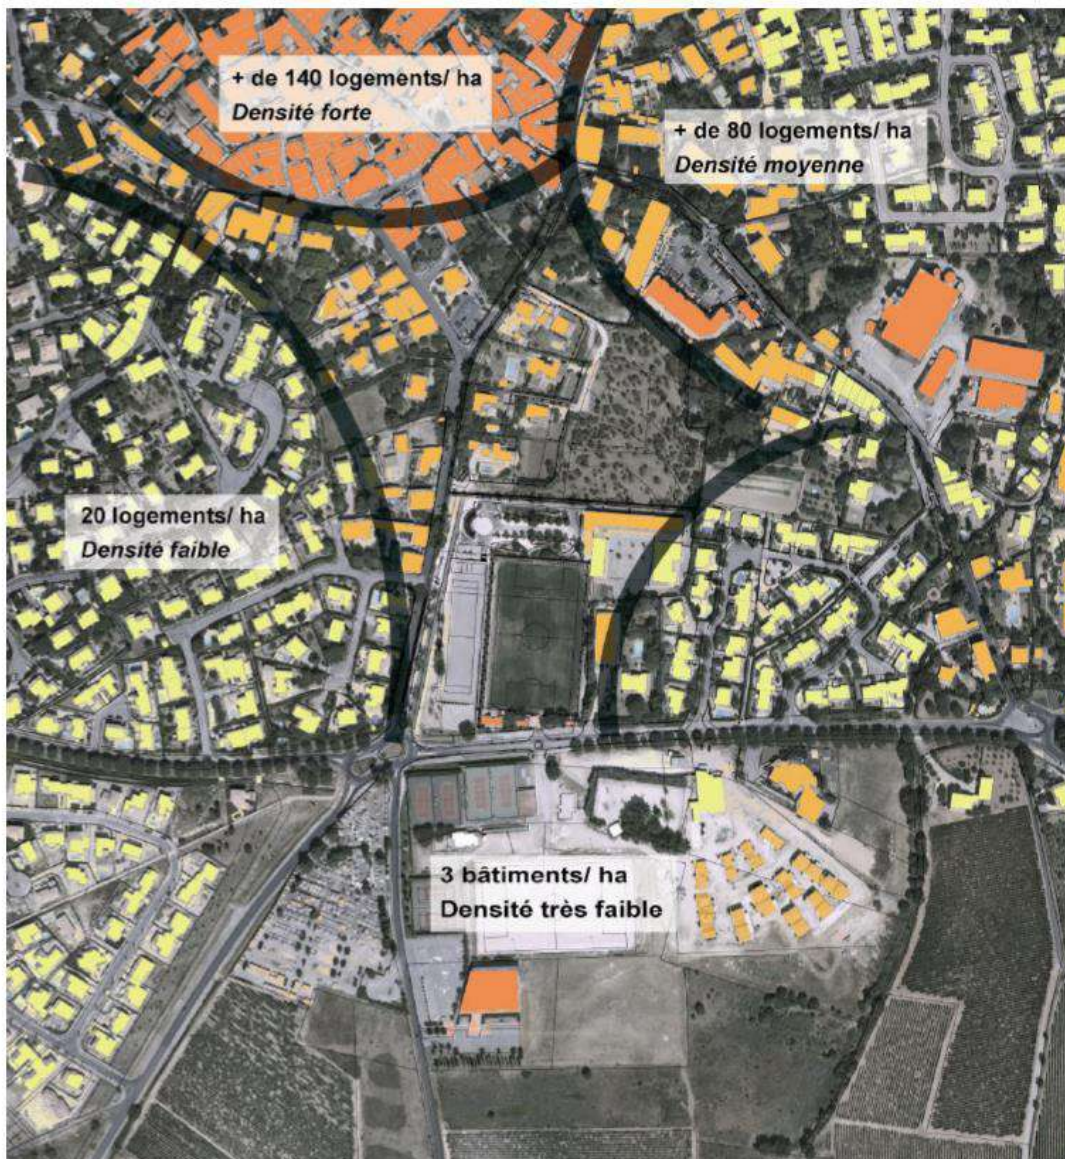 + de 140 logements/ ha
Densité forte
+ de 80 logements/ ha
Densité moyenne
20 logements/ ha
Densité faible
3 bâtiments/ ha
Densité très faible